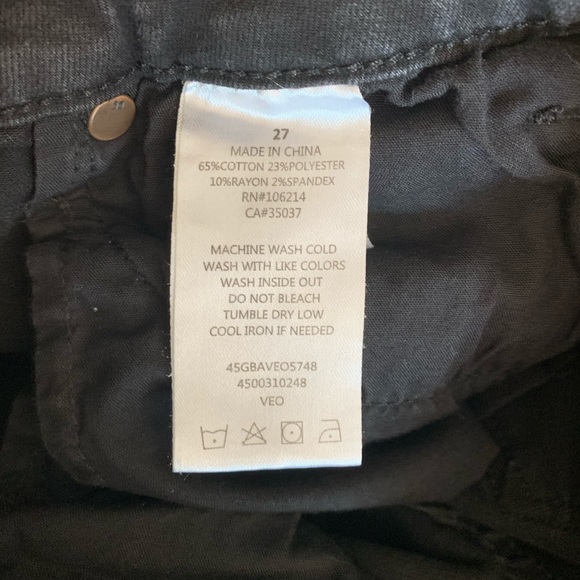 27
MADE IN CHINA
65%COTTON 23%POLYESTER
10%RAYON 2%SPANDEX
RN#106214
CA#35037
MACHINE WASH COLD
WASH WITH LIKE COLORS
WASH INSIDE OUT
DO NOT BLEACH
TUMBLE DRY LOW
COOL IRON IF NEEDED
45GBAVEO5748
4500310248
VEO